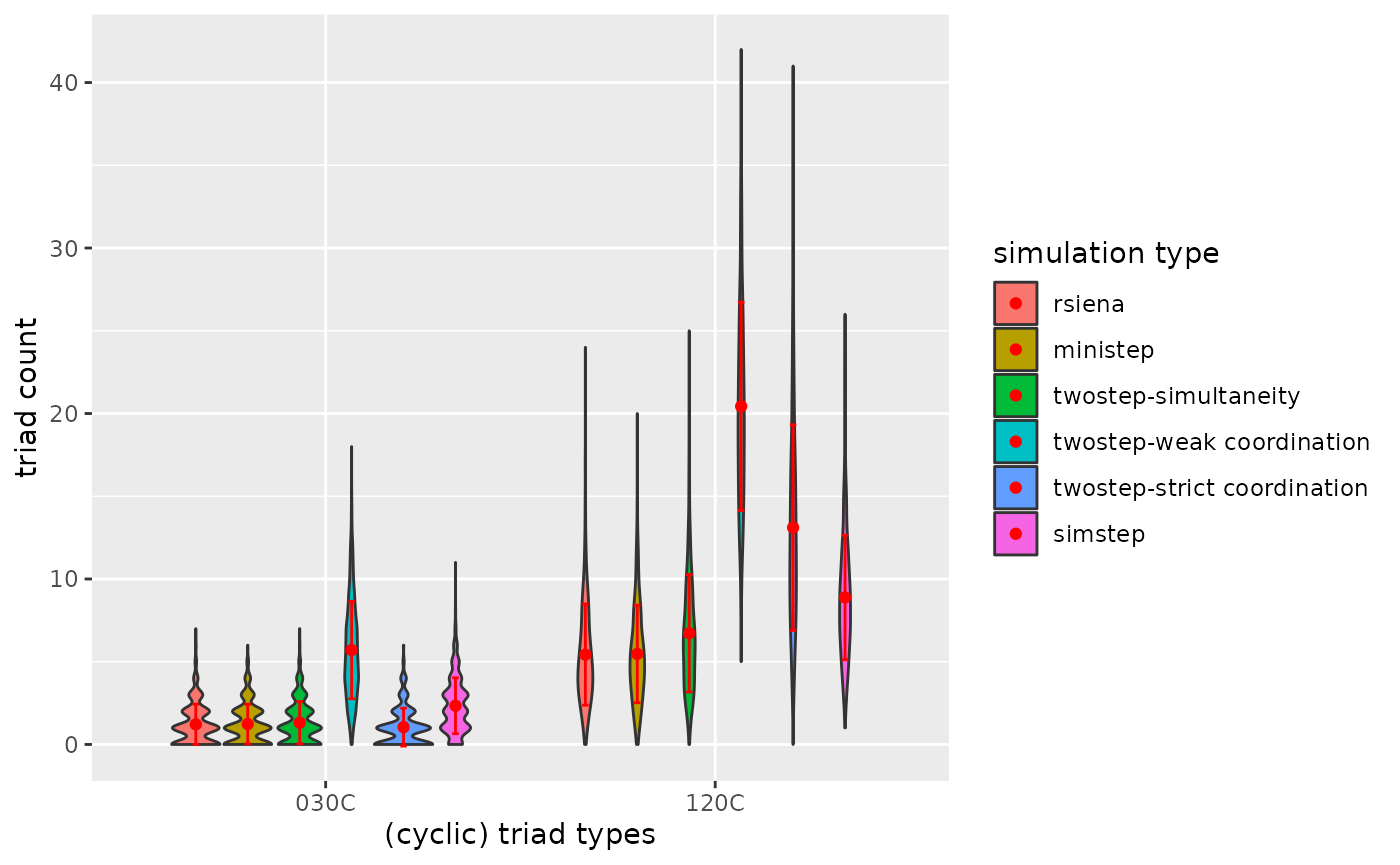 40
30
20
10
0
triad count
030C
120C
(cyclic) triad types
simulation type
rsiena
ministep
twostep-simultaneity
twostep-weak coordination
twostep-strict coordination
simstep